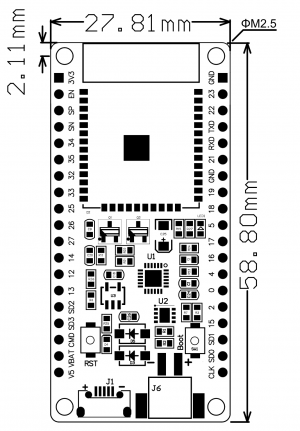 27.81mm
ΦM2.5
2.11mm
58.80mm
3V3
EN
SP
SN
34
35
32
33
25
26
27
14
12
13
SD2
SD3
CMD
VBAT
V5
GND
23
22
TXD
RXD
21
GND
19
18
5
17
16
4
0
2
15
SD1
SD0
CLK
U1
U2
RST
Boot
J1
J6
+
-
-
+